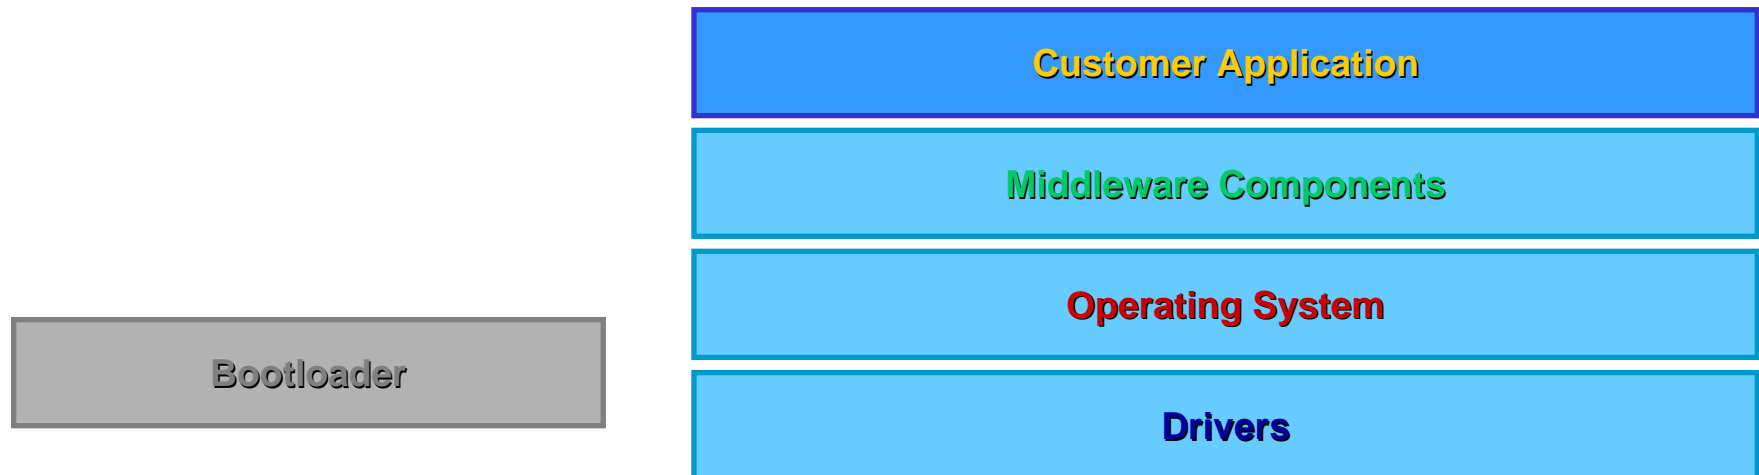 Customer Application
Middleware Components
Operating System
Bootloader
Drivers